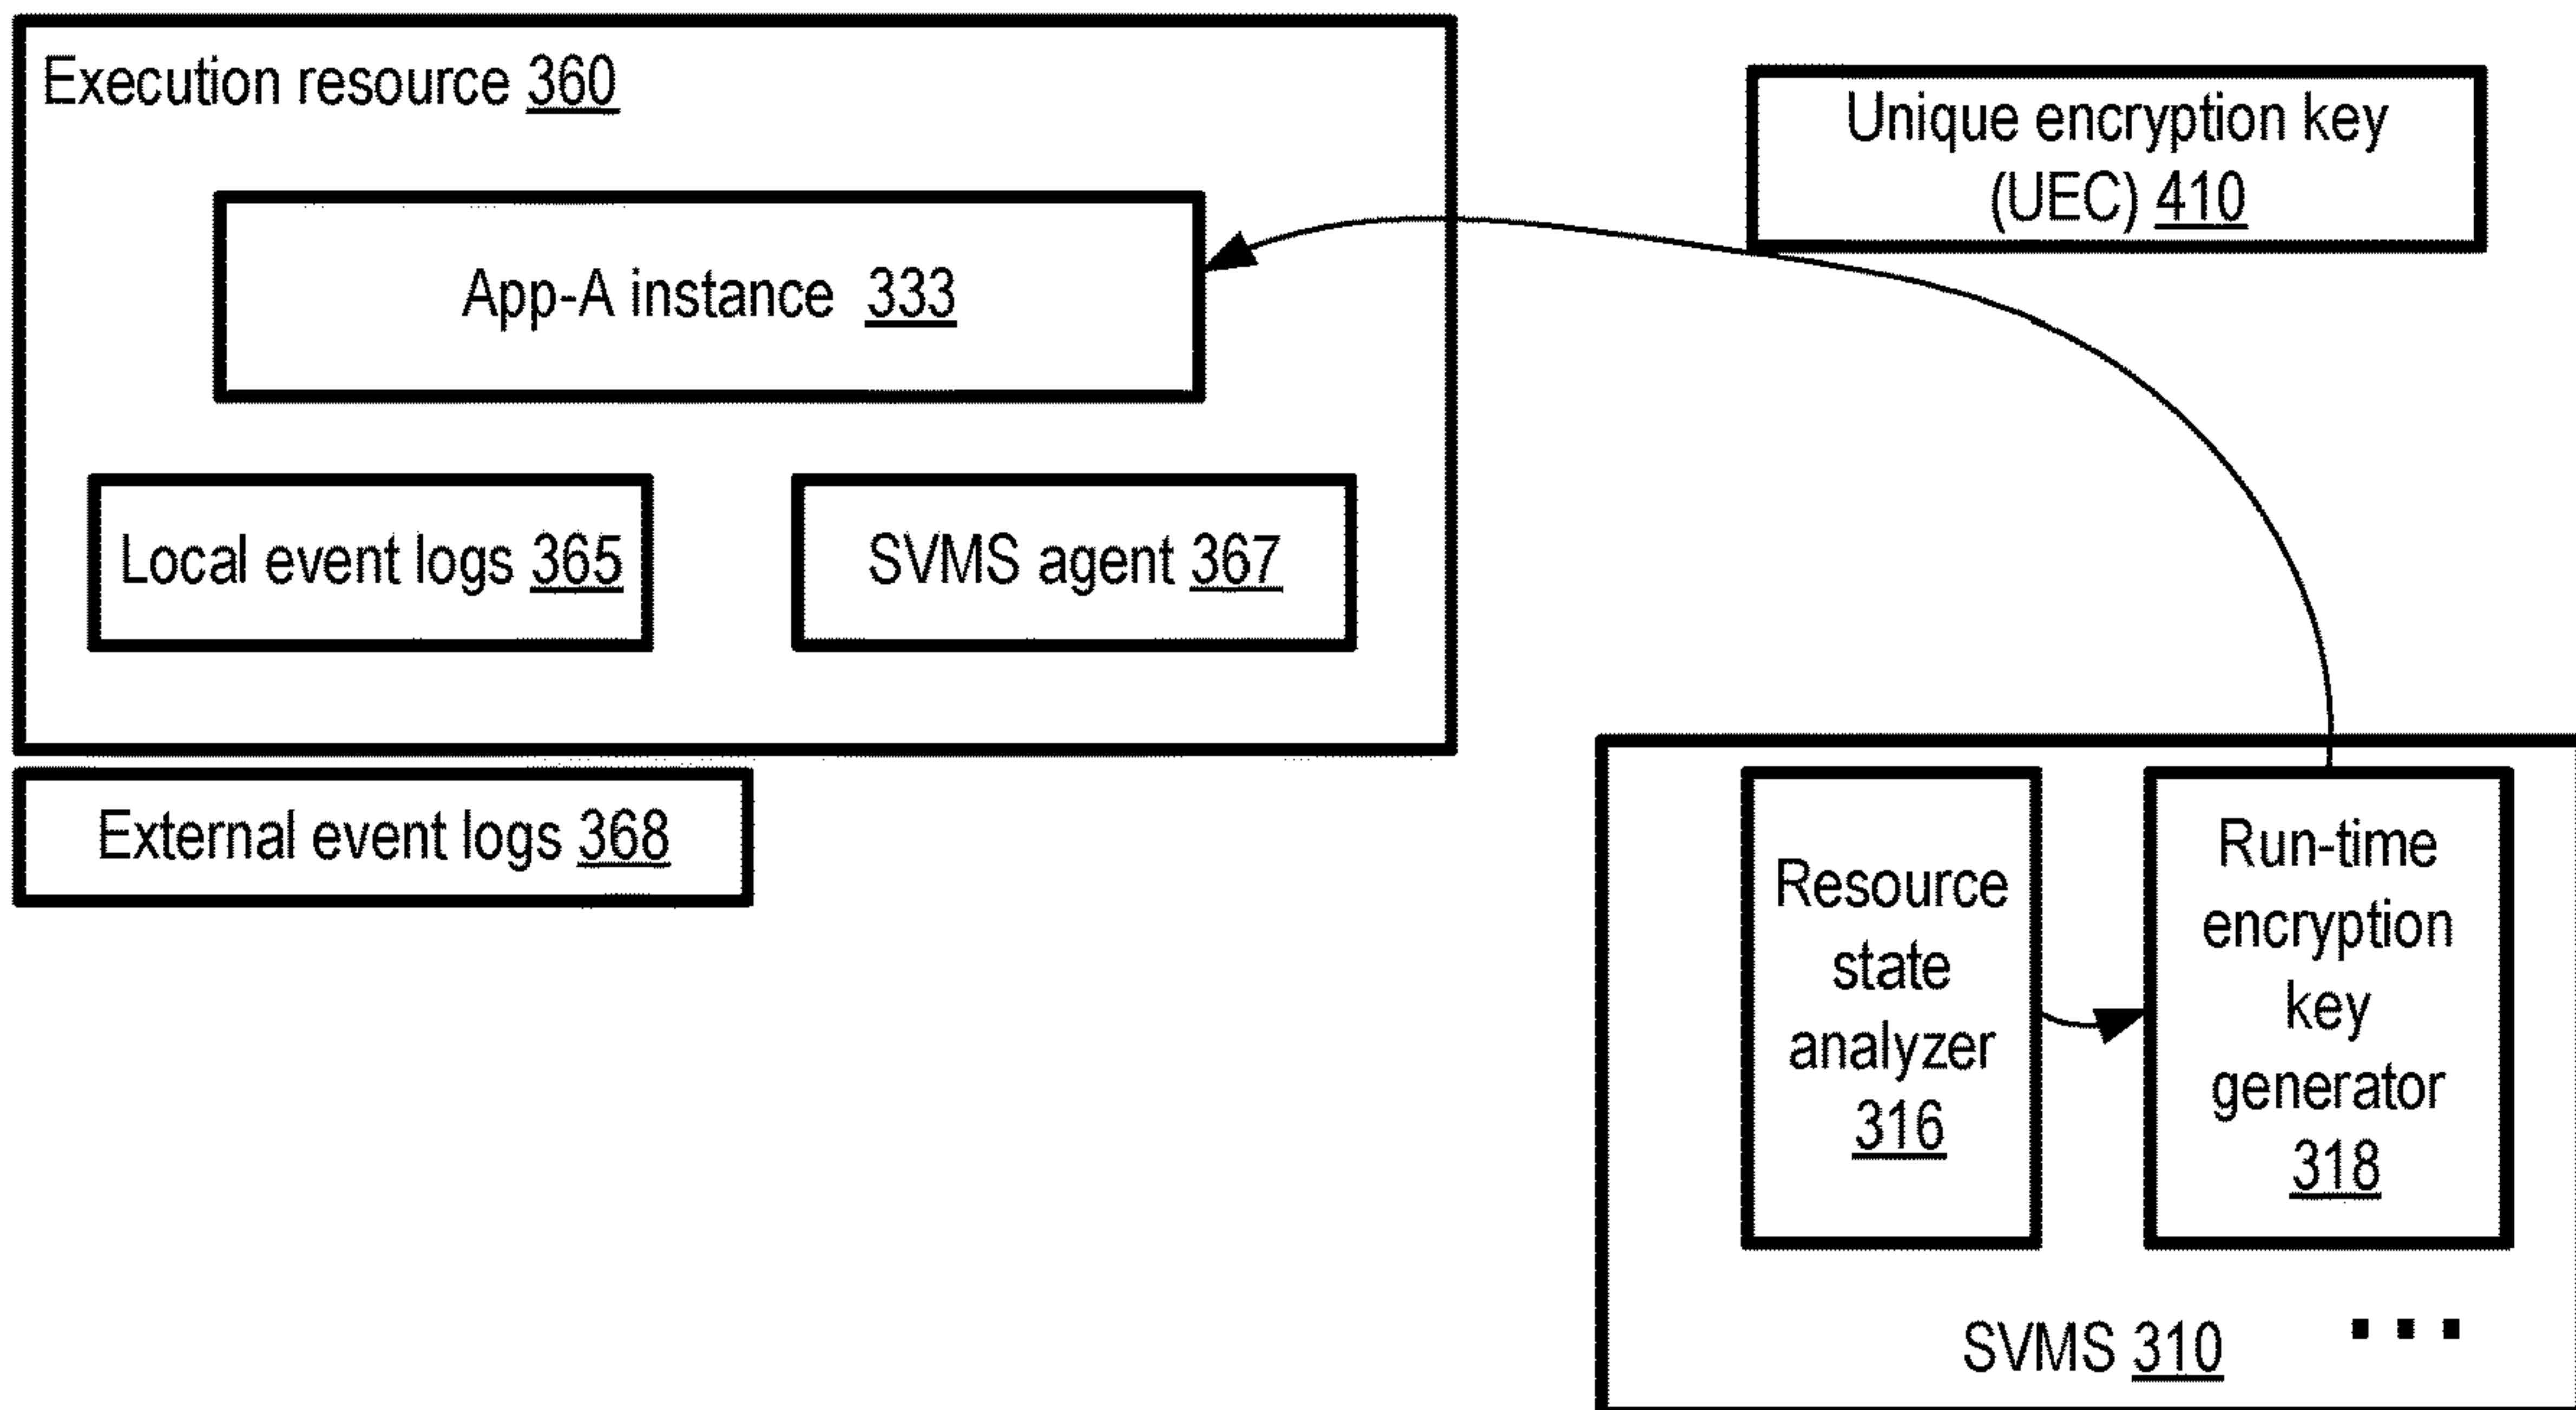 Execution resource 360
Unique encryption key
(UEC) 410
App-A instance 333
Local event logs 365
SVMS agent 367
External event logs 368
Resource
state
analyzer
316
Run-time
encryption
key
generator
318
SVMS 310
...